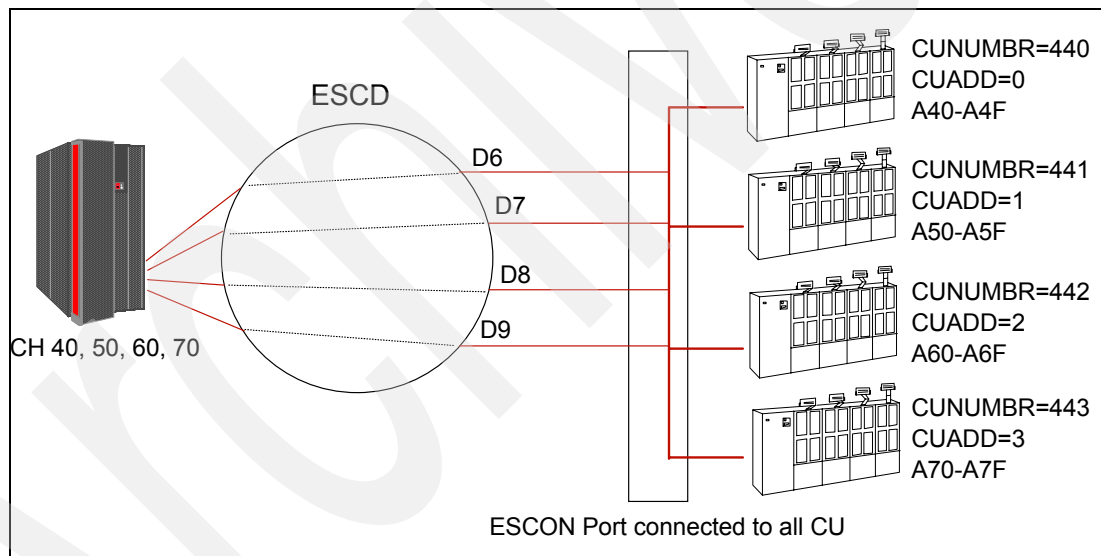 ESCD
CH 40, 50, 60, 70
D6
D7
D8
D9
CUNUMBR=440
CUADD=0
A40-A4F
CUNUMBR=441
CUADD=1
A50-A5F
CUNUMBR=442
CUADD=2
A60-A6F
CUNUMBR=443
CUADD=3
A70-A7F
ESCON Port connected to all CU